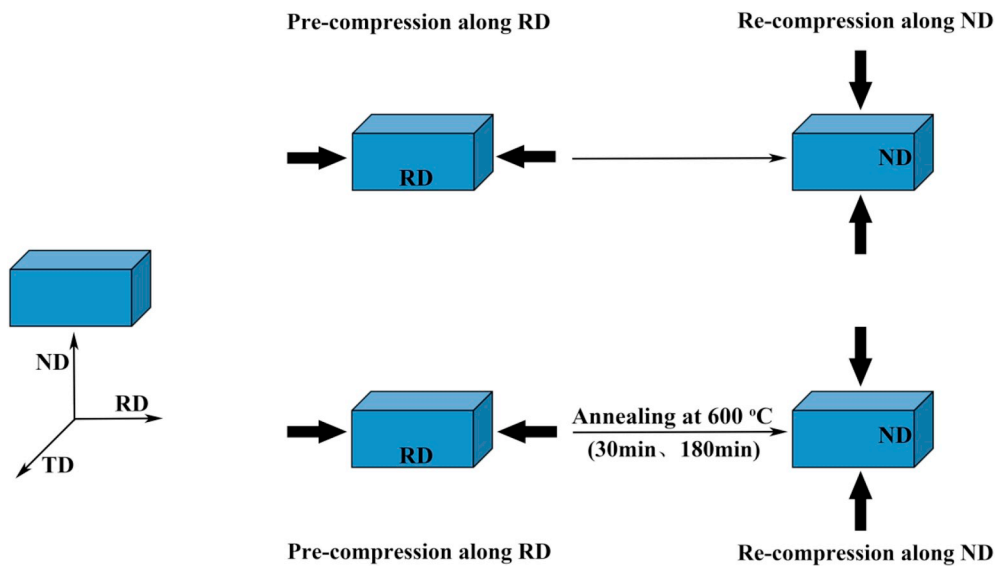 Pre-compression along RD
Re-compression along ND
RD
ND
ND
RD
TD
Annealing at 600 °C
(30min、180min)
RD
ND
Pre-compression along RD
Re-compression along ND